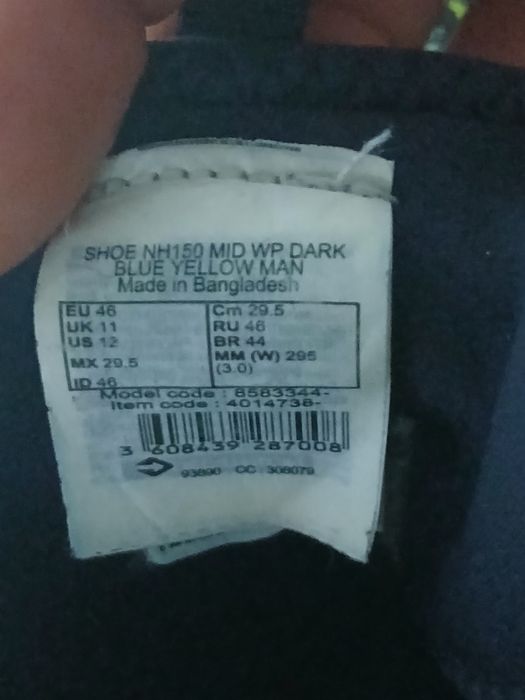 SHOE NH150 MID WP DARK
BLUE YELLOW MAN
Made in Bangladesh
EU 46
UK 11
US 12
MX 29.5
ID 46
Cm 29.5
RU 46
BR 44
MM (W) 295
(3.0)
Model code : 8583344-
Item code : 4014738-
3 608439 287008
93890 CC 308079